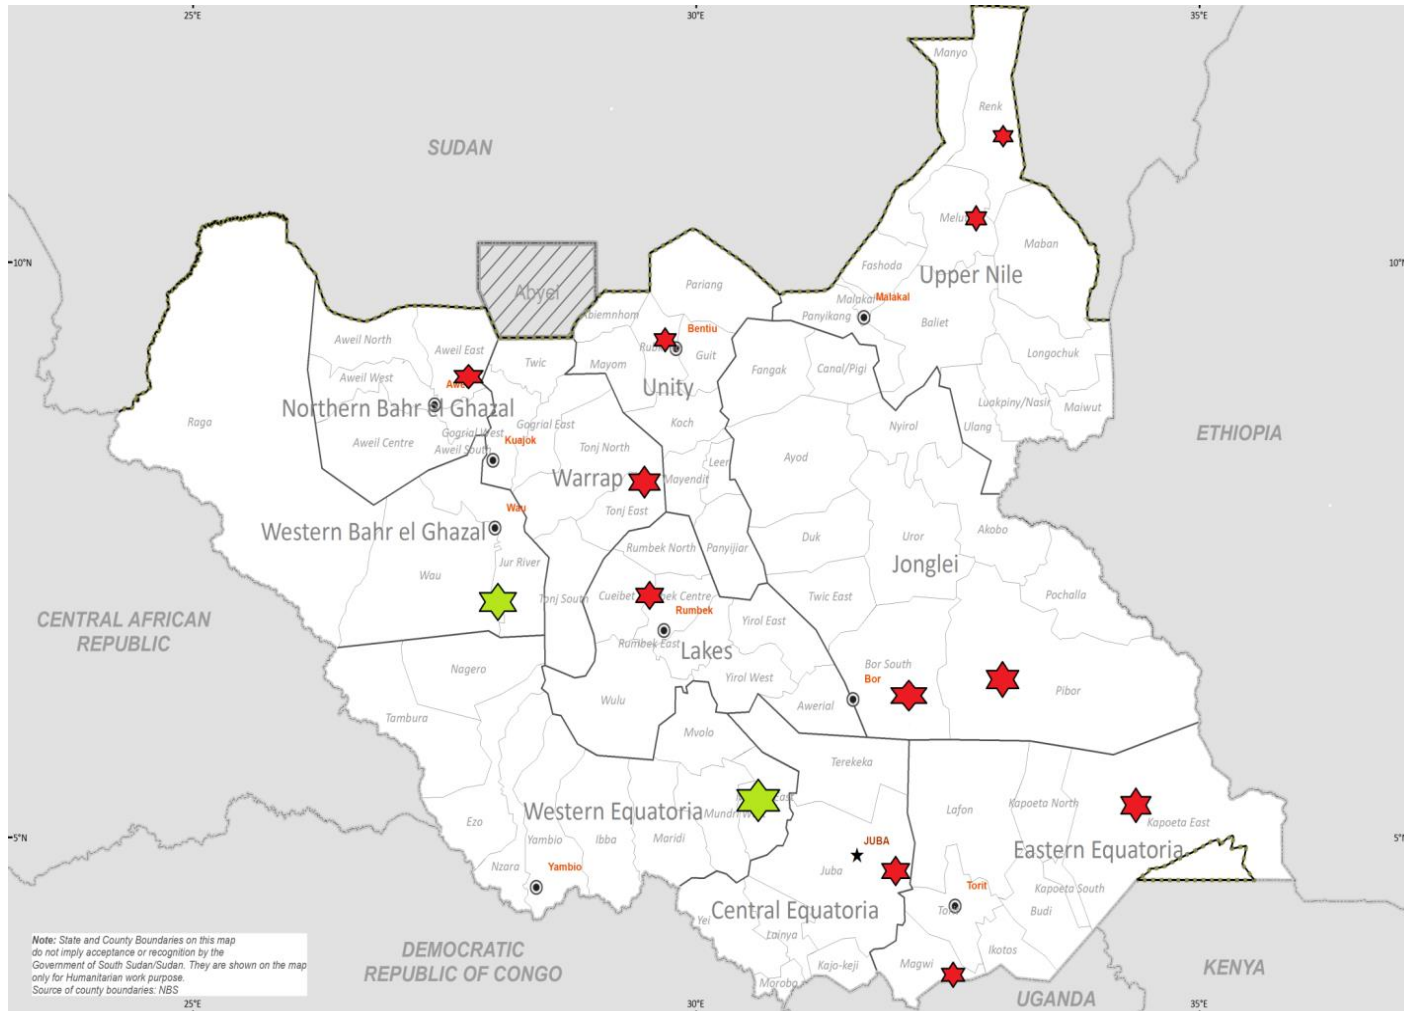 25°E
30°E
35°E
Manyo
Renk
SUDAN
Maban
10°N
10°N
Fashoda
Upper Nile
Abyei
Pariang
Malakal
Malakal
Panyikang
Baliet
Abiemnhom
Bentiu
Aweil North
Aweil East
Guit
Longochuk
Twic
Mayom
Fangak
Canal/Pigi
Aweil West
Unity
Luakpiny/Nasir
Maiwut
Northern Bahr el Ghazal
Raga
Gogrial East
Koch
Nyirol
Ulang
ETHIOPIA
Gogrial West
Aweil Centre
Kuajok
Aweil South
Tonj North
Leer
Ayod
Warrap
Mayendit
Wau
Tonj East
Western Bahr el Ghazal
Duk
Uror
Akobo
Rumbek North
Panyijiar
Jonglei
Jur River
Wau
Tonj South
Cueibet
Centre
Twic East
Pochalla
Rumbek
CENTRAL AFRICAN
REPUBLIC
Yirol East
Rumbek East
Lakes
Nagero
Yirol West
Bor South
Bor
Pibor
Wulu
Awerial
Tambura
Mvolo
Terekeka
Western Equatoria
Lafon
Kapoeta North
Kapoeta East
Ezo
Yambio
Ibba
Maridi
5°N
5°N
JUBA
Eastern Equatoria
Nzara
Yambio
Juba
Torit
Kapoeta South
Central Equatoria
Budi
Yei
Lainya
Ikotos
DEMOCRATIC
REPUBLIC OF CONGO
Kajo-keji
Magwi
KENYA
Morobo
UGANDA
Note: State and County Boundaries on this map
do not imply acceptance or recognition by the
Government of South Sudan/Sudan. They are shown on the map
only for Humanitarian work purpose.
Source of county boundaries: NBS
25°E
30°E
35°E